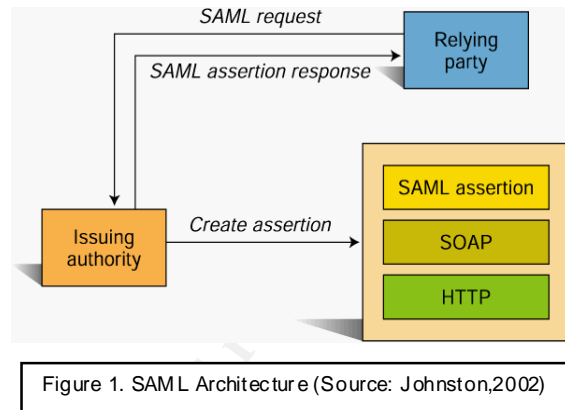 SAML request
Relying
party
SAML assertion response
SAML assertion
Issuing
authority
Create assertion
SOAP
HTTP
Figure 1. SAML Architecture (Source: Johnston,2002)